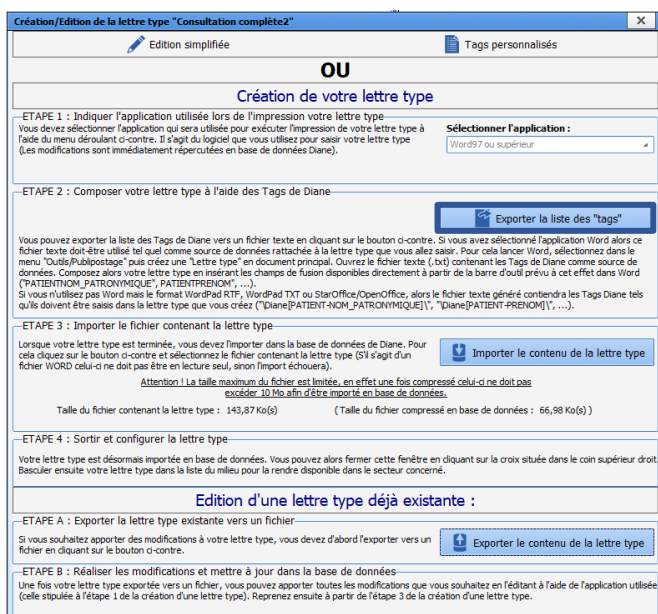 Création/Edition de la lettre type "Consultation complète2"
Edition simplifiée
Tags personnalisés
OU
Création de votre lettre type
ETAPE 1 : Indiquer l'application utilisée lors de l'impression votre lettre type
Vous devez sélectionner l'application qui sera utilisée pour exécuter l'impression de votre lettre type à
l'aide du menu déroulant ci-contre. Il s'agit du logiciel que vous utilisez pour saisir votre lettre type
(Les modifications sont immédiatement répercutées en base de données Diane).
Sélectionner l'application :
Word97 ou supérieur
ETAPE 2 : Composer votre lettre type à l'aide des Tags de Diane
Exporter la liste des "tags"
Vous pouvez exporter la liste des Tags de Diane vers un fichier texte en cliquant sur le bouton ci-contre. Si vous avez sélectionné l'application Word alors ce
fichier texte doit-être utilisé tel quel comme source de données rattachée à la lettre type que vous allez saisir. Pour cela lancer Word, sélectionnez dans le
menu "Outils/Publipostage" puis créez une "Lettre type" en document principal. Ouvrez le fichier texte (.txt) contenant les Tags de Diane comme source de
données. Composez alors votre lettre type en insérant les champs de fusion disponibles directement à partir de la barre d'outil prévu à cet effet dans Word
("PATIENTNOM_PATRONYMIQUE", PATIENTPRENOM", ...).
Si vous n'utilisez pas Word mais le format WordPad RTF, WordPad TXT ou StarOffice/OpenOffice, alors le fichier texte généré contiendra les Tags Diane tels
qu'ils doivent être saisis dans la lettre type que vous créez ("\Diane[PATIENT-NOM_PATRONYMIQUE]\", "\Diane[PATIENT-PRENOM]\", ...).
ETAPE 3 : Importer le fichier contenant la lettre type
Lorsque votre lettre type est terminée, vous devez l'importer dans la base de données de Diane. Pour
cela cliquez sur le bouton ci-contre et sélectionnez le fichier contenant la lettre type (S'il s'agit d'un
fichier WORD celui-ci ne doit pas être en lecture seul, sinon l'import échouera).
Importer le contenu de la lettre type
Attention ! La taille maximum du fichier est limitée, en effet une fois compressé celui-ci ne doit pas
excéder 10 Mo afin d'être importé en base de données.
Taille du fichier contenant la lettre type : 143,87 Ko(s) ( Taille du fichier compressé en base de données : 66,98 Ko(s) )
ETAPE 4 : Sortir et configurer la lettre type
Votre lettre type est désormais importée en base de données. Vous pouvez alors fermer cette fenêtre en cliquant sur la croix située dans le coin supérieur droit.
Basculer ensuite votre lettre type dans la liste du milieu pour la rendre disponible dans le secteur concerné.
Edition d'une lettre type déjà existante :
ETAPE A : Exporter la lettre type existante vers un fichier
Si vous souhaitez apporter des modifications à votre lettre type, vous devez d'abord l'exporter vers un
fichier en cliquant sur le bouton ci-contre.
Exporter le contenu de la lettre type
ETAPE B : Réaliser les modifications et mettre à jour dans la base de données
Une fois votre lettre type exportée vers un fichier, vous pouvez apporter toutes les modifications que vous souhaitez en l'éditant à l'aide de l'application utilisée
(celle stipulée à l'étape 1 de la création d'une lettre type). Reprenez ensuite à partir de l'étape 3 de la création d'une lettre type.